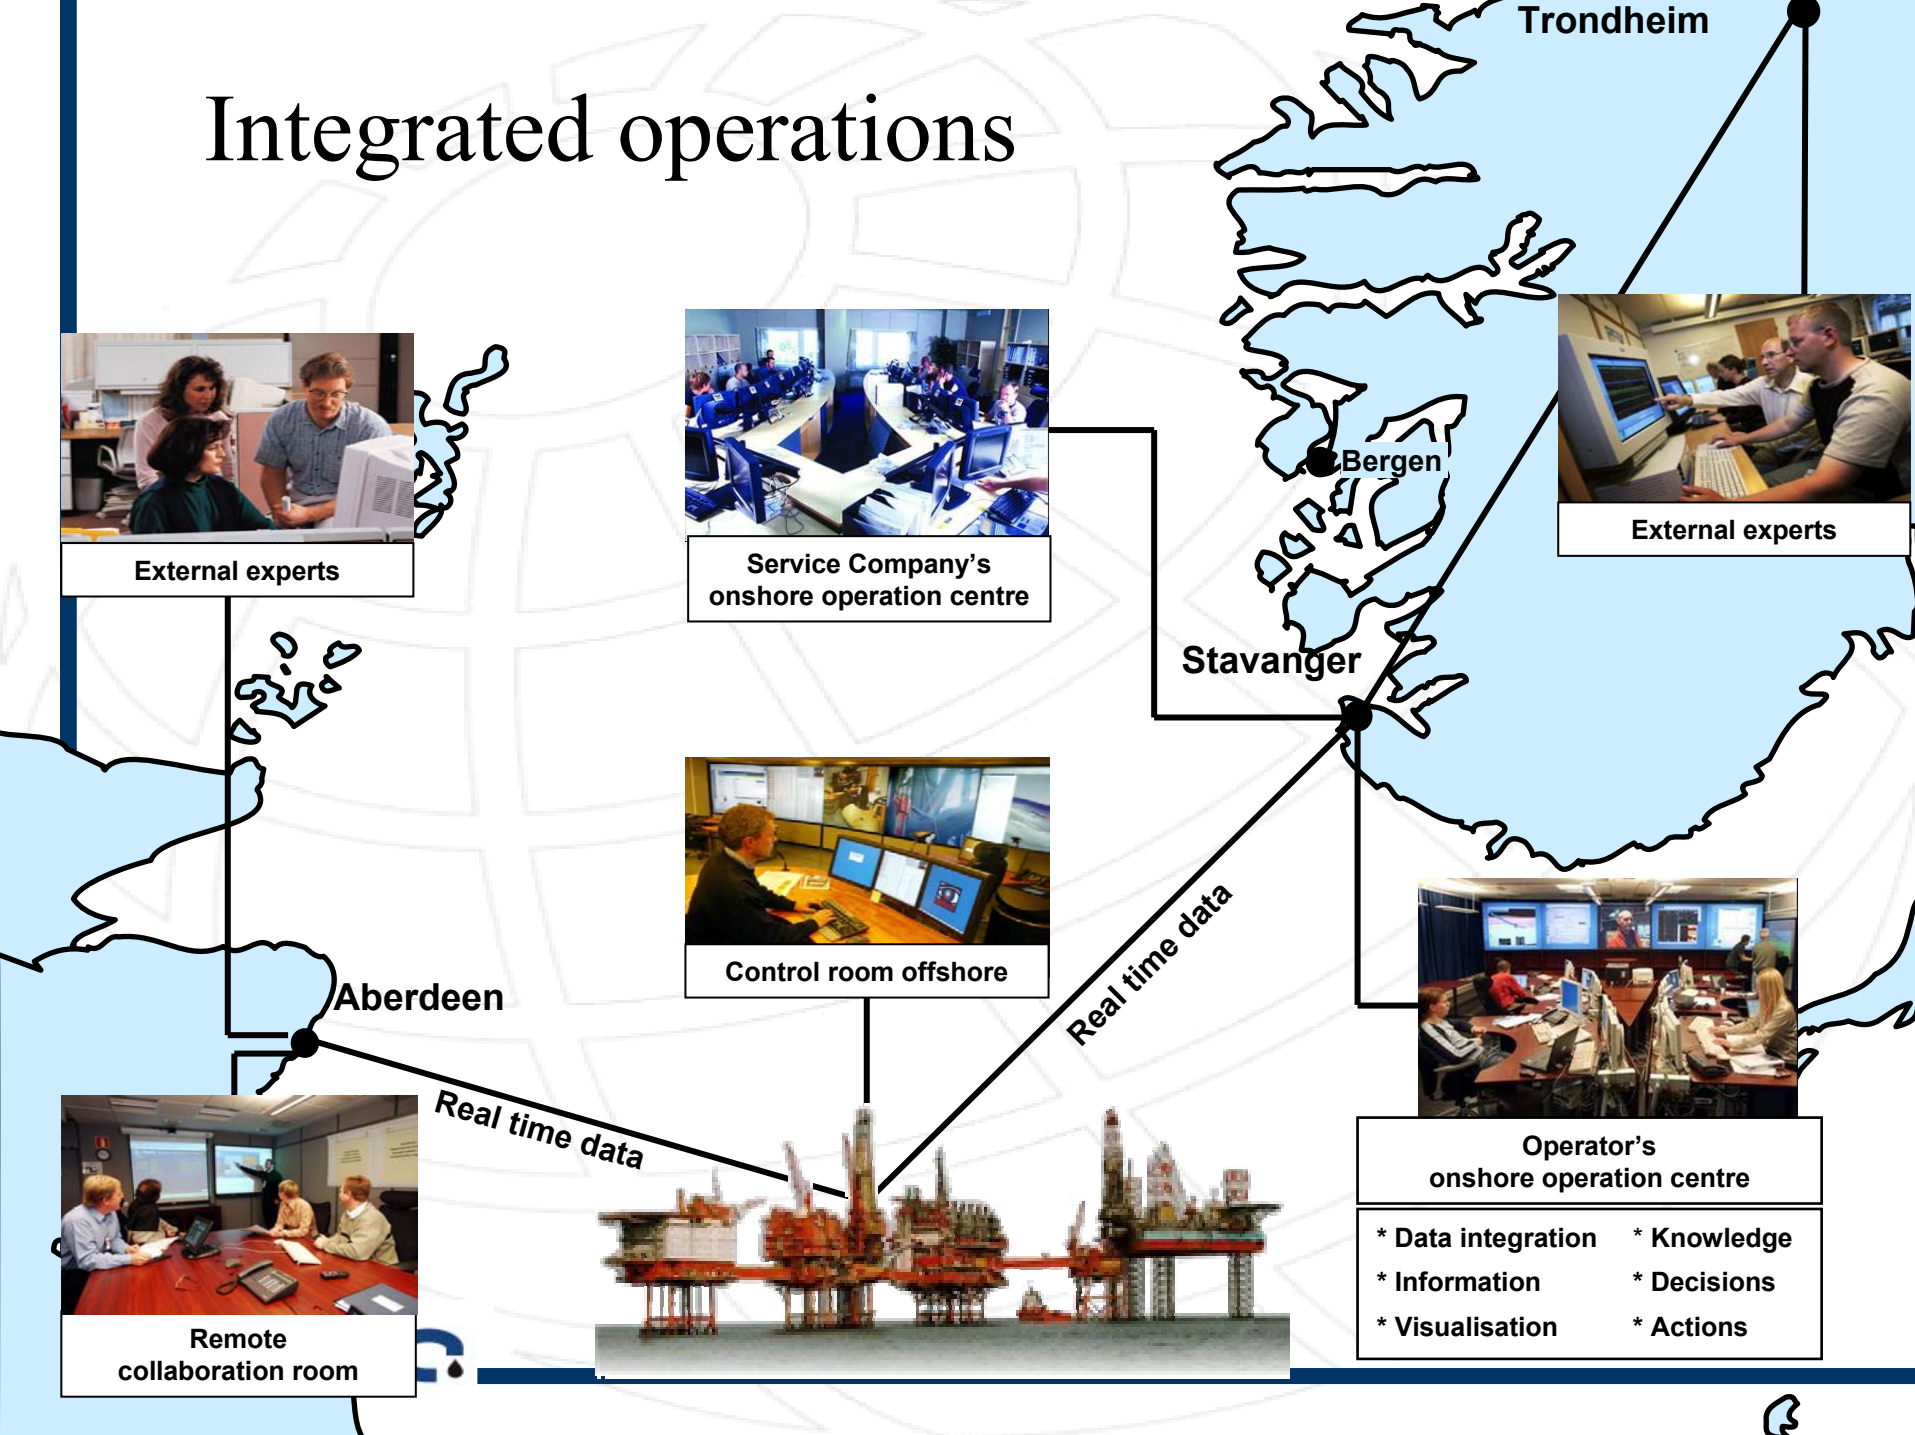 Trondheim
Integrated operations
External experts
Service Company's
onshore operation centre
Bergen
External experts
Stavanger
Control room offshore
Real time data
Aberdeen
Real time data
Operator's
onshore operation centre
* Data integration * Knowledge
* Information * Decisions
* Visualisation * Actions
Remote
collaboration room